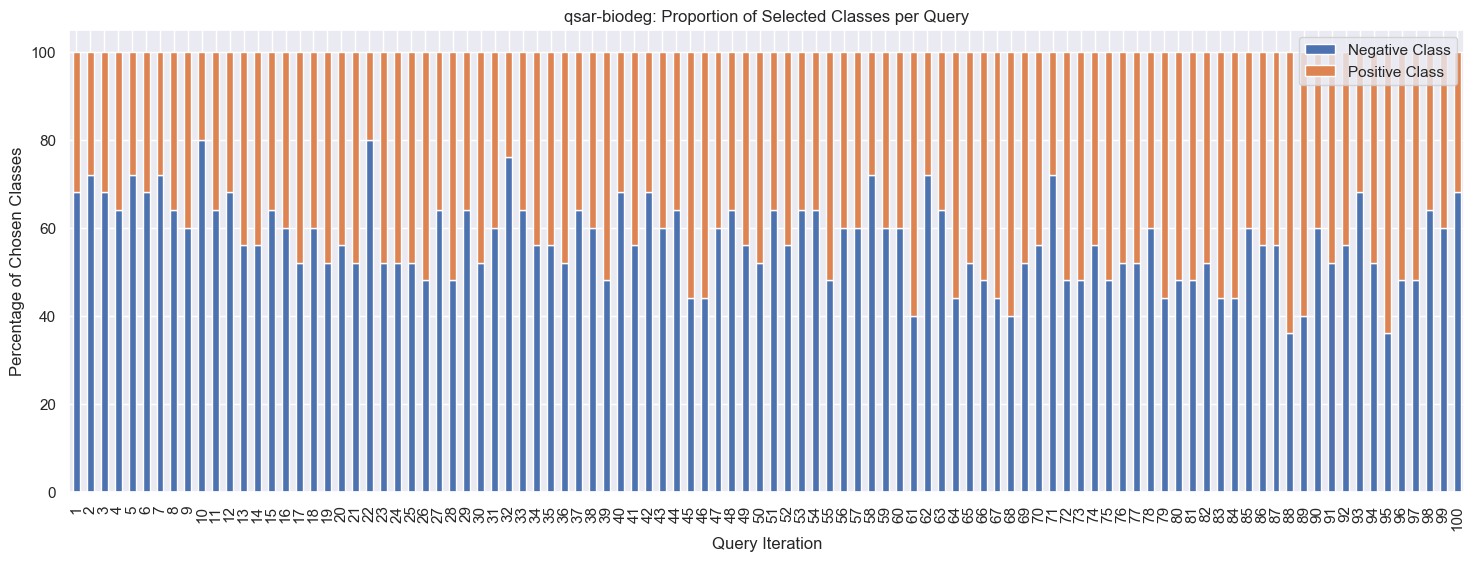 qsar-biodeg: Proportion of Selected Classes per Query
Negative Class
Positive Class
Percentage of Chosen Classes
100
80
60
40
20
0
1 2 3 4 5 6 7 8 9 10 11 12 13 14 15 16 17 18 19 20 21 22 23 24 25 26 27 28 29 30 31 32 33 34 35 36 37 38 39 40 41 42 43 44 45 46 47 48 49 50 51 52 53 54 55 56 57 58 59 60 61 62 63 64 65 66 67 68 69 70 71 72 73 74 75 76 77 78 79 80 81 82 83 84 85 86 87 88 89 90 91 92 93 94 95 96 97 98 99 100
Query Iteration